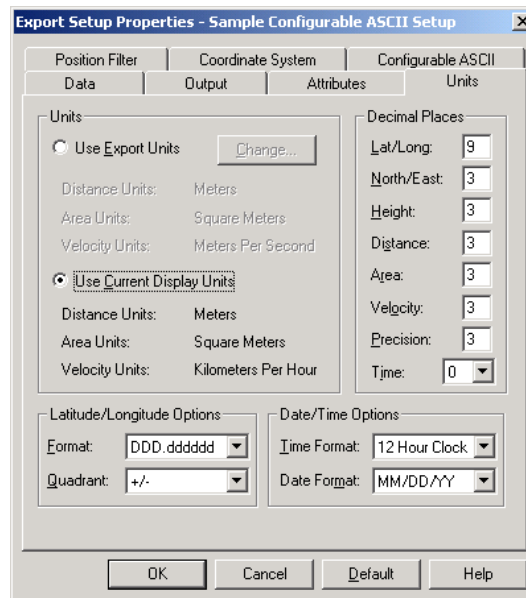 Export Setup Properties - Sample Configurable ASCII Setup
Position Filter Coordinate System Configurable ASCII
Data Output Attributes Units
Units
Use Export Units Change...
Distance Units: Meters
Area Units: Square Meters
Velocity Units: Meters Per Second
Use Current Display Units
Distance Units: Meters
Area Units: Square Meters
Velocity Units: Kilometers Per Hour
Decimal Places
Lat/Long: 9
North/East: 3
Height: 3
Distance: 3
Area: 3
Velocity: 3
Precision: 3
Time: 0
Latitude/Longitude Options
Format: DDD.dddddd
Quadrant: +/-
Date/Time Options
Time Format: 12 Hour Clock
Date Format: MM/DD/YY
OK Cancel Default Help